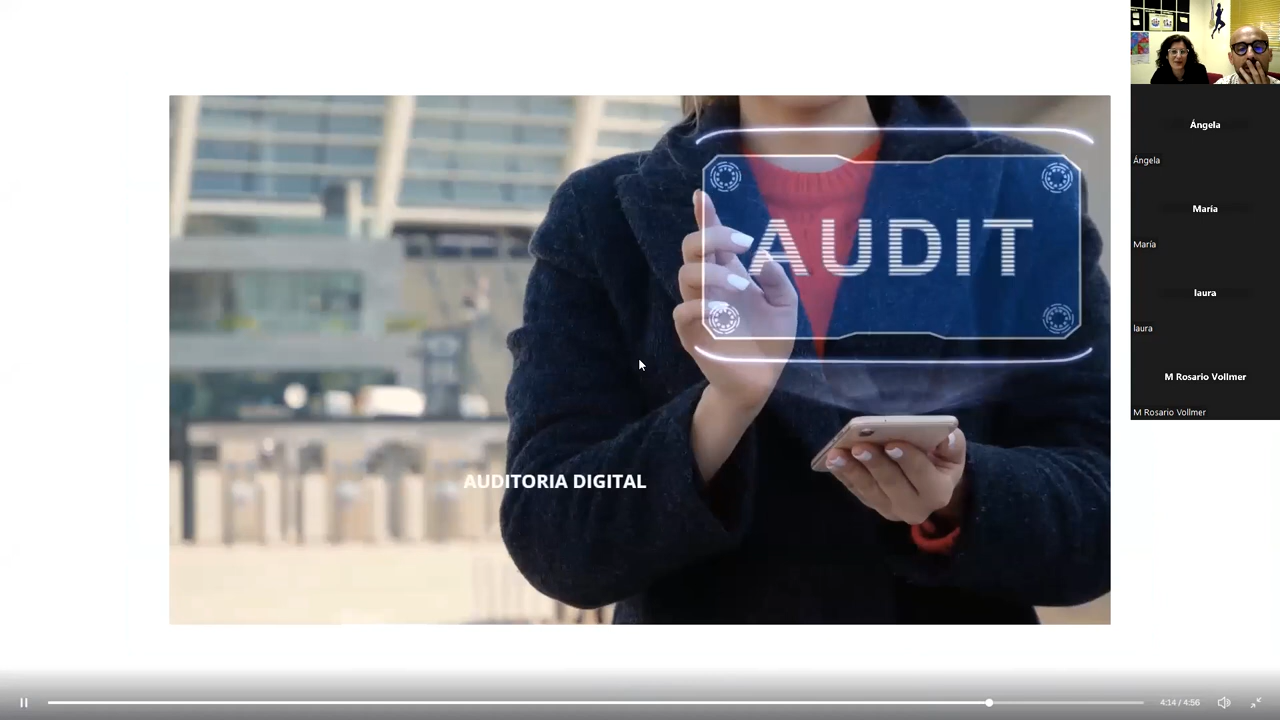 AUDIT
AUDITORIA DIGITAL
Ángela
Ángela
María
María
laura
laura
M Rosario Vollmer
M Rosario Vollmer
4:14 / 4:56